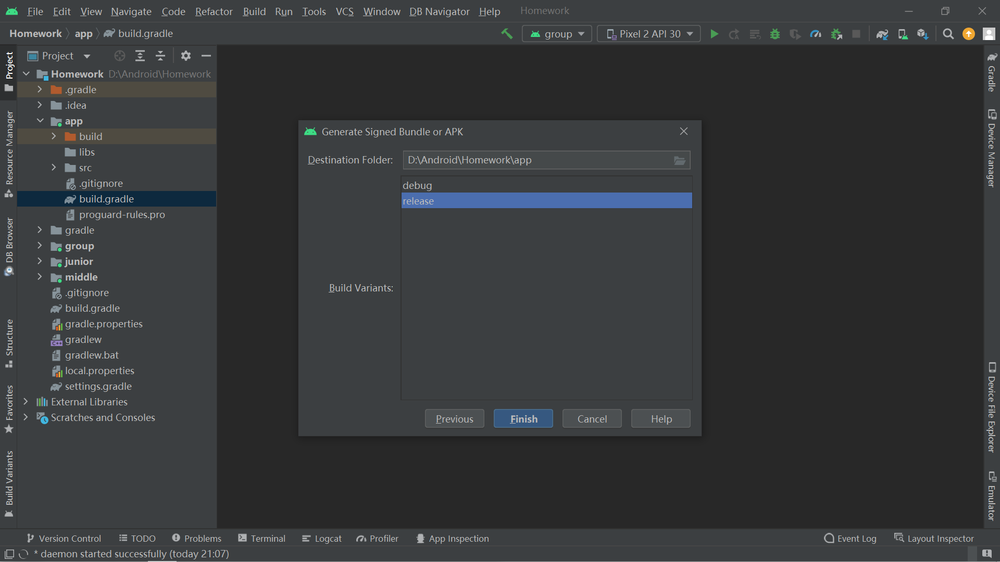 File Edit View Navigate Code Refactor Build Run Tools VCS Window DB Navigator Help Homework
Homework app build.gradle group Pixel 2 API 30
Project
Homework D:\Android\Homework
.gradle
.idea
app
build
libs
src
.gitignore
build.gradle
proguard-rules.pro
gradle
group
junior
middle
.gitignore
build.gradle
gradle.properties
gradlew
gradlew.bat
local.properties
settings.gradle
External Libraries
Scratches and Consoles
Project
Resource Manager
DB Browser
Structure
Favorites
Build Variants
Generate Signed Bundle or APK
Destination Folder: D:\Android\Homework\app
debug
release
Build Variants:
Previous Finish Cancel Help
Gradle
Device Manager
Device File Explorer
Emulator
Version Control TODO Problems Terminal Logcat Profiler App Inspection Event Log Layout Inspector
* daemon started successfully (today 21:07)